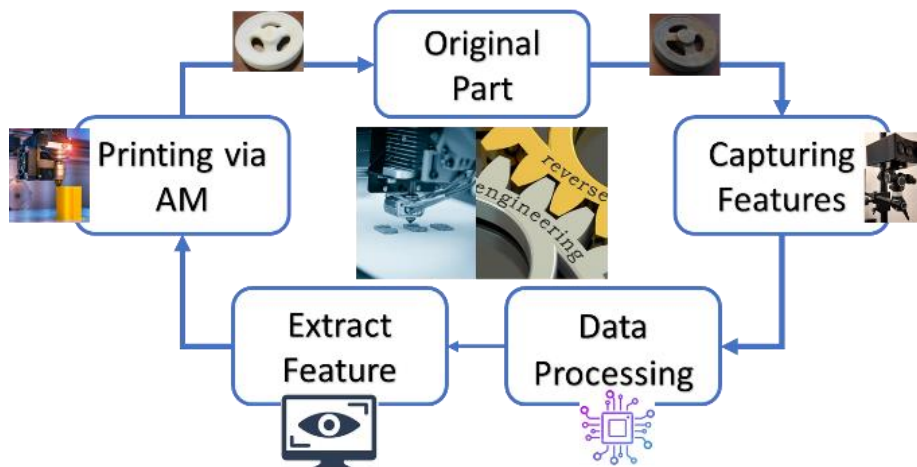 Original
Part
Printing via
AM
Capturing
Features
reverse
engineering
Extract
Feature
Data
Processing